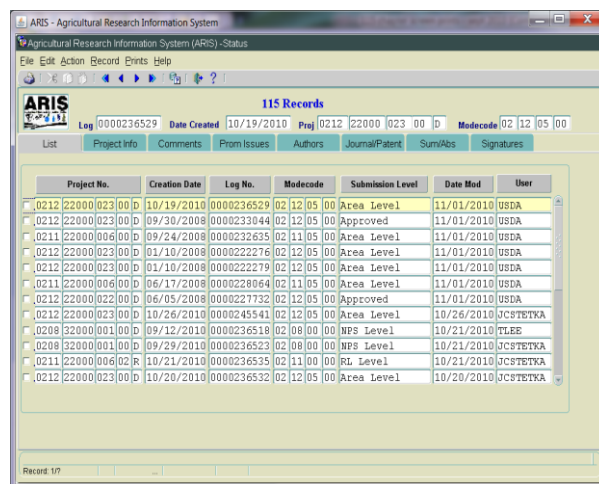 ARIS - Agricultural Research Information System
Agricultural Research Information System (ARIS) -Status
File Edit Action Record Prints Help
ARIS
115 Records
Log 0000236529 Date Created 10/19/2010 Proj 0212 22000 023 00 D Modecode 02 12 05 00
List Project Info Comments Prom Issues Authors Journal/Patent Sum/Abs Signatures
Project No. Creation Date Log No. Modecode Submission Level Date Mod User
0212 22000 023 00 D 10/19/2010 0000236529 02 12 05 00 Area Level 11/01/2010 USDA
0212 22000 023 00 D 09/30/2008 0000233044 02 12 05 00 Approved 11/01/2010 USDA
0211 22000 006 00 D 09/24/2008 0000232635 02 11 05 00 Area Level 11/01/2010 USDA
0212 22000 023 00 D 01/10/2008 0000222276 02 12 05 00 Area Level 11/01/2010 USDA
0212 22000 023 00 D 01/10/2008 0000222279 02 12 05 00 Area Level 11/01/2010 USDA
0211 22000 006 00 D 06/17/2008 0000228064 02 11 05 00 Area Level 11/01/2010 USDA
0212 22000 022 00 D 06/05/2008 0000227732 02 12 05 00 Approved 11/01/2010 USDA
0212 22000 023 00 D 10/26/2010 0000245541 02 12 05 00 Area Level 10/26/2010 JCSTETKA
0208 32000 001 00 D 09/12/2010 0000236518 02 08 00 00 NPS Level 10/21/2010 TLEE
0208 32000 001 00 D 09/29/2010 0000236523 02 08 00 00 NPS Level 10/21/2010 JCSTETKA
0211 22000 006 02 R 10/21/2010 0000236535 02 11 00 00 RL Level 10/21/2010 JCSTETKA
0212 22000 023 00 D 10/20/2010 0000236532 02 12 05 00 Area Level 10/20/2010 JCSTETKA
Record: 1/?